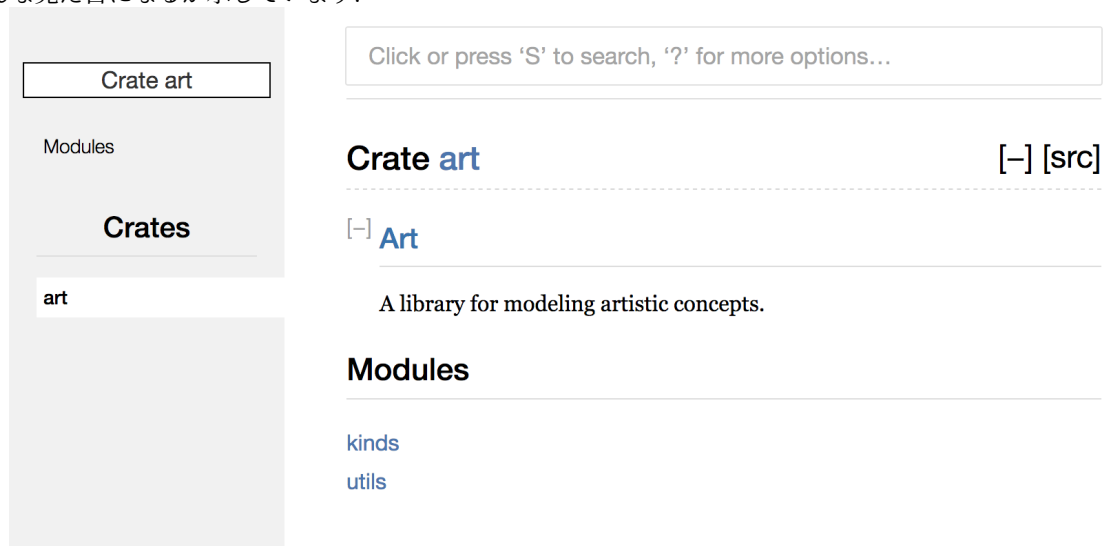 Crate art
Modules
Crates
art
Click or press ‘S’ to search, ‘?’ for more options…
Crate art
[–] [src]
[–] Art
A library for modeling artistic concepts.
Modules
kinds
utils